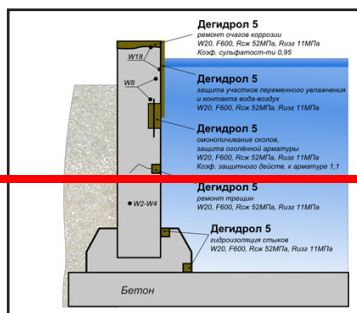 Дегидрол 5
ремонт очагов коррозии
W20, F600, Rсж 52МПа, Rизг 11МПа
Коэф. сульфатост-ти 0,95
W18
W8
Дегидрол 5
защита участков переменного увлажнения
и контакта вода-воздух
W20, F600, Rсж 52МПа, Rизг 11МПа
Дегидрол 5
омоноличивание сколов,
защита оголённой арматуры
W20, F600, Rсж 52МПа, Rизг 11МПа
Коэф. защитного действ. к арматуре 1,1
Дегидрол 5
ремонт трещин
W20, F600, Rсж 52МПа, Rизг 11МПа
W2-W4
Дегидрол 5
гидроизоляция стыков
W20, F600, Rсж 52МПа, Rизг 11МПа
Бетон